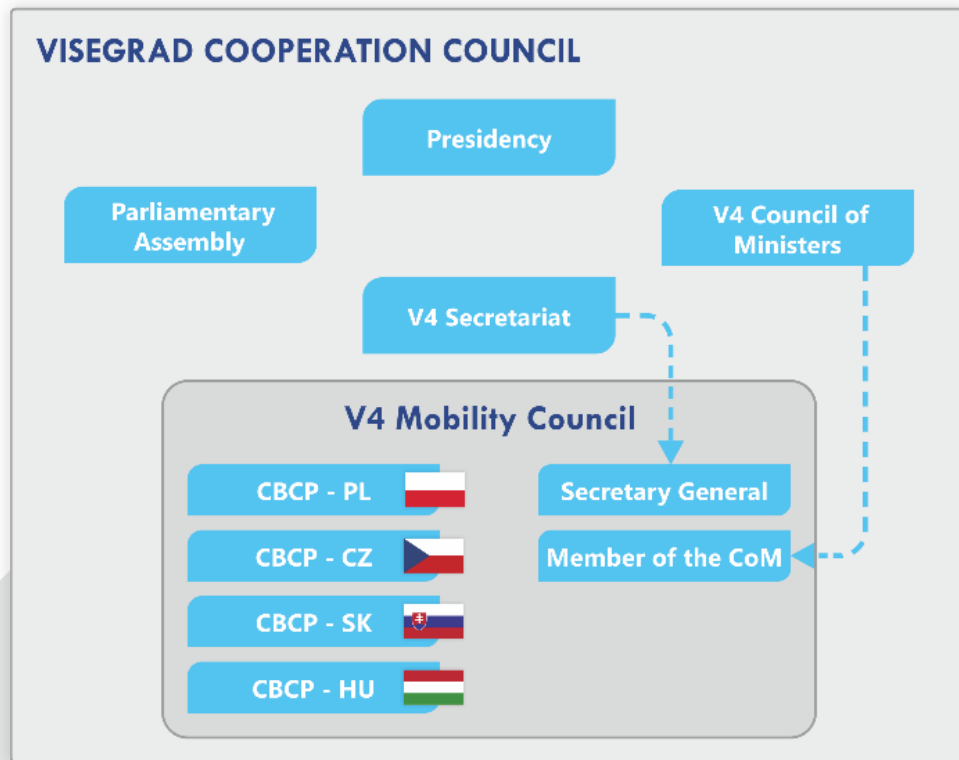 VISEGRAD COOPERATION COUNCIL
Presidency
Parliamentary
Assembly
V4 Council of
Ministers
V4 Secretariat
V4 Mobility Council
CBCP - PL
CBCP - CZ
CBCP - SK
CBCP - HU
Secretary General
Member of the CoM